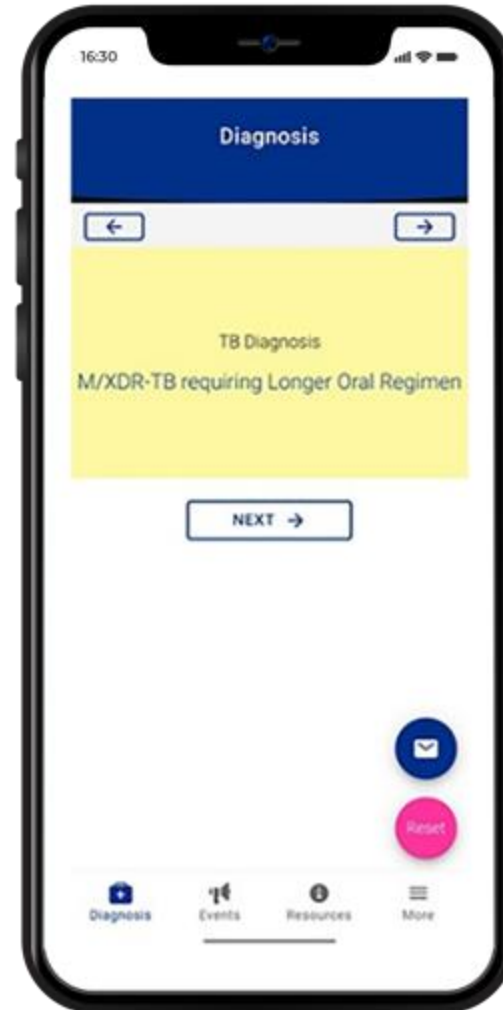 16:30
Diagnosis
TB Diagnosis
M/XDR-TB requiring Longer Oral Regimen
NEXT →
Reset
Diagnosis
Events
Resources
More